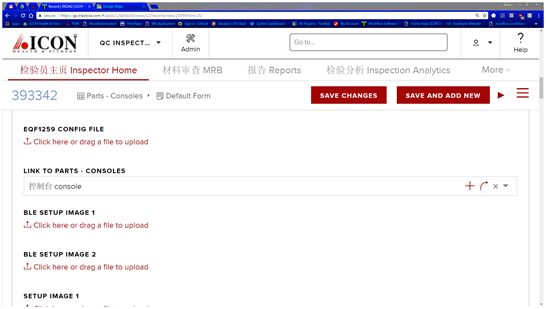 Secure
ICON
HEALTH & FITNESS
QC INSPECT...
Admin
Go to...
Help
检验员主页 Inspector Home
材料审查 MRB
报告 Reports
检验分析 Inspection Analytics
More
393342
Parts - Consoles
Default Form
SAVE CHANGES
SAVE AND ADD NEW
EQF1259 CONFIG FILE
Click here or drag a file to upload
LINK TO PARTS - CONSOLES
控制台 console
BLE SETUP IMAGE 1
Click here or drag a file to upload
BLE SETUP IMAGE 2
Click here or drag a file to upload
SETUP IMAGE 1